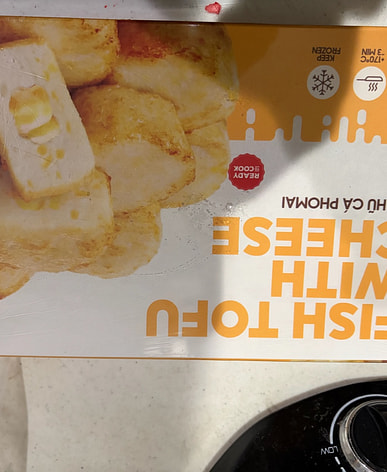 FISH TOFU
WITH
CHEESE
HŨ CÁ PHOMAI
READY
TO
COOK
+170°C
*3 MIN
KEEP
FROZEN
LOW